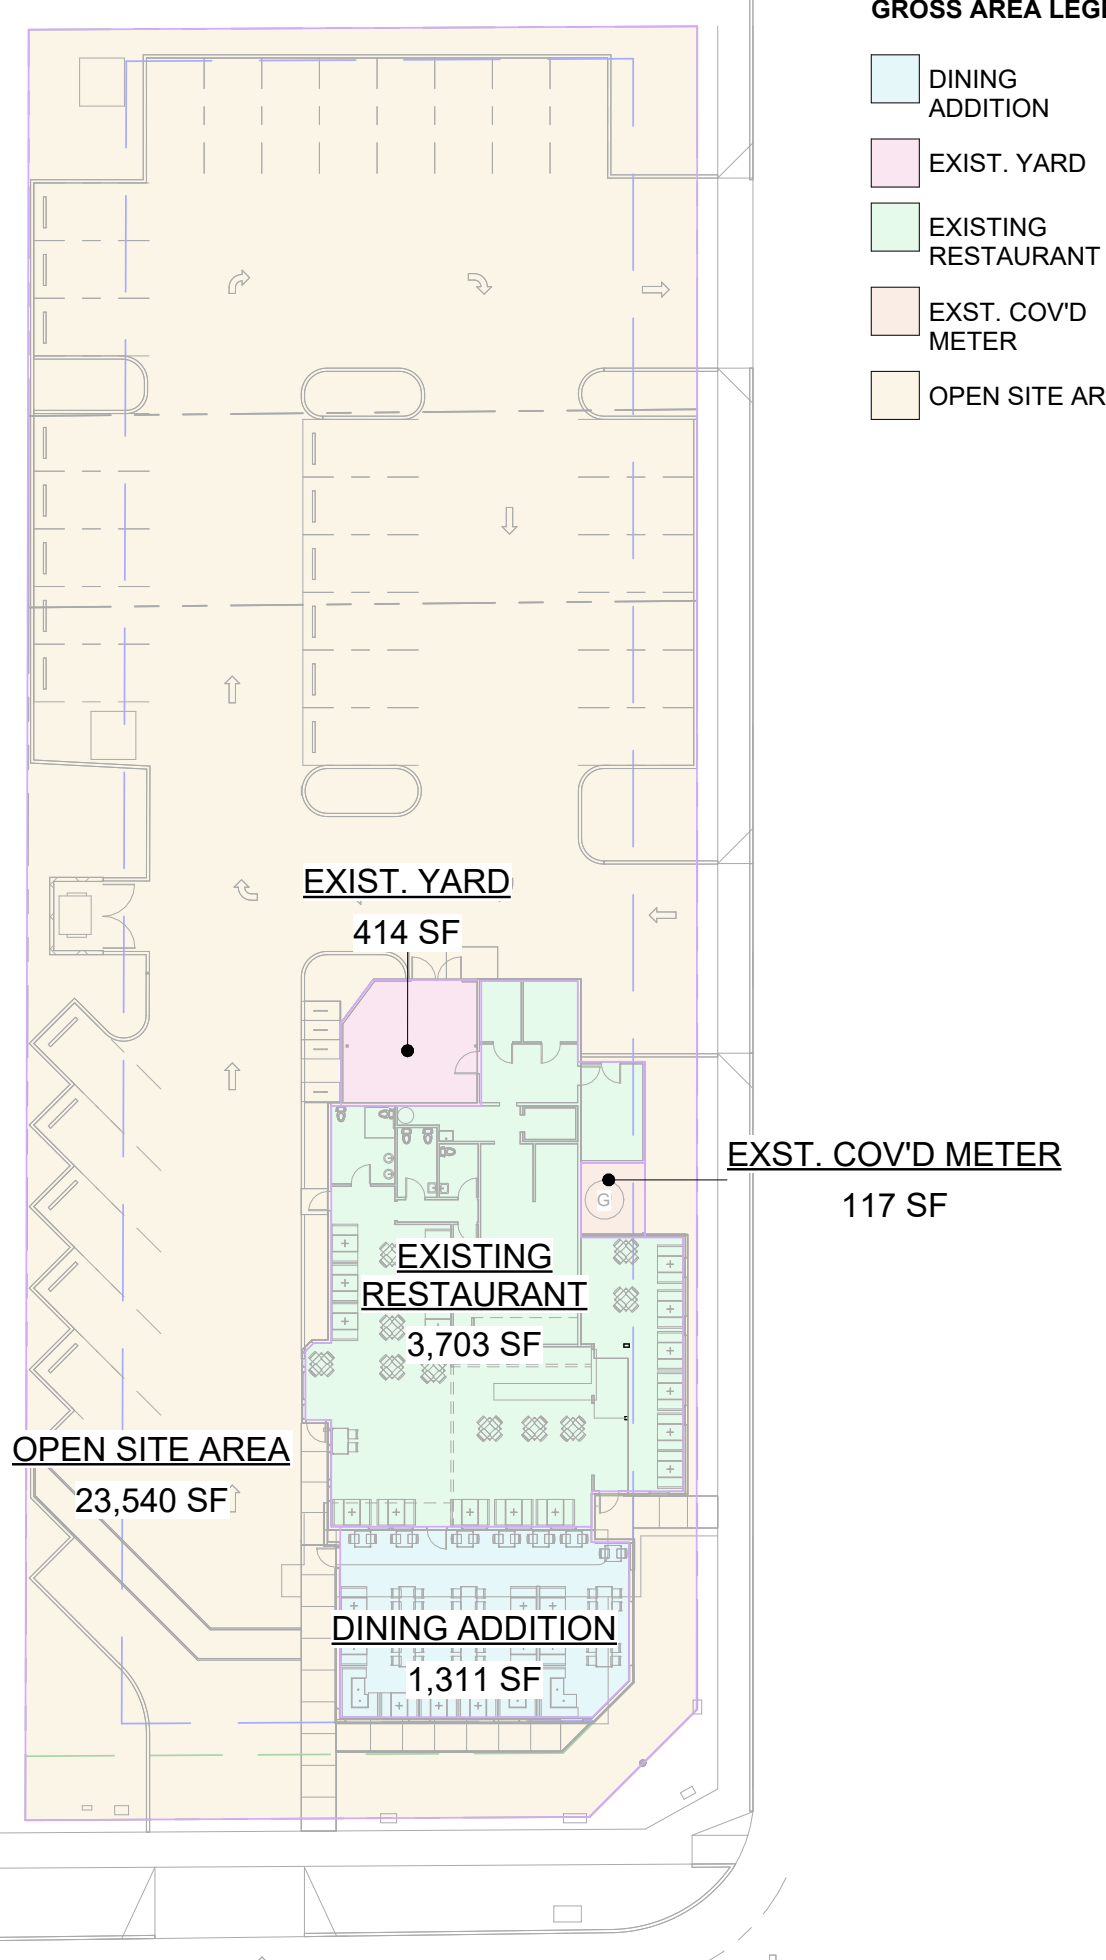 GROSS AREA LEG
DINING
ADDITION
EXIST. YARD
EXISTING
RESTAURANT
EXST. COV'D
METER
OPEN SITE AR
EXIST. YARD
414 SF
EXST. COV'D METER
117 SF
G
EXISTING
RESTAURANT
3,703 SF
OPEN SITE AREA
23,540 SF
DINING ADDITION
1,311 SF